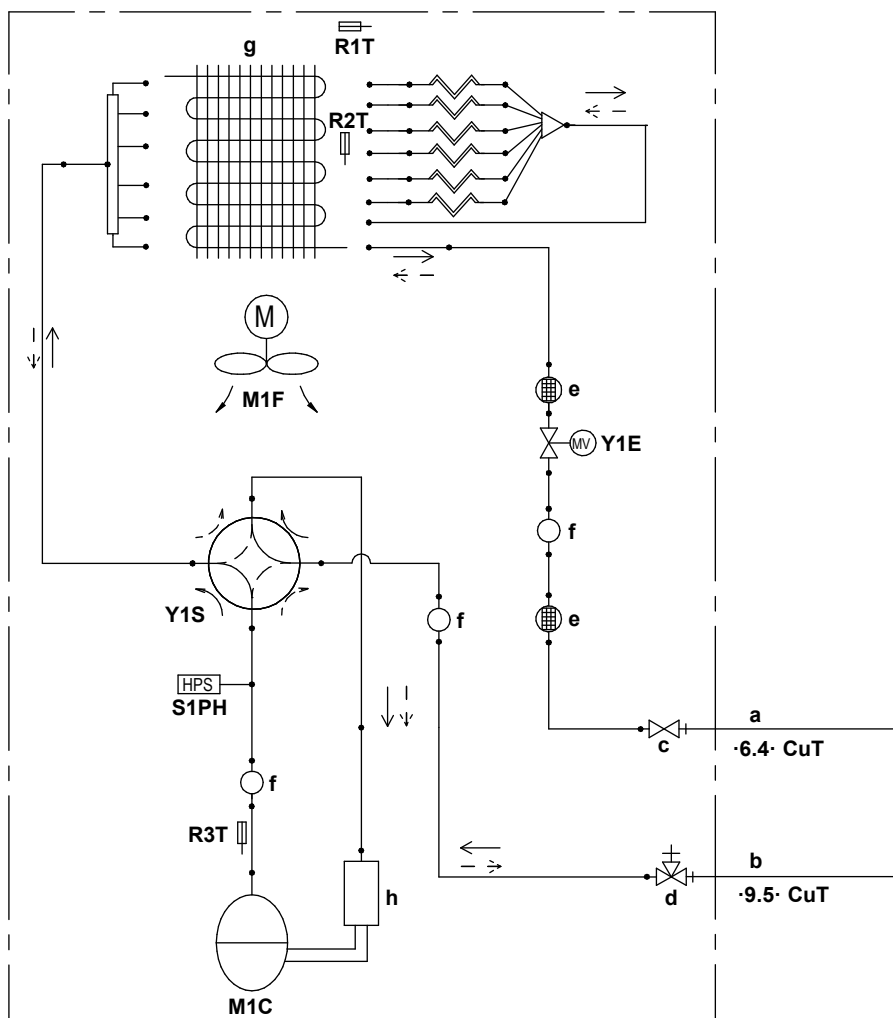 g
R1T
R2T
M
M1F
e
MV
Y1E
f
Y1S
f
e
HPS
S1PH
a
c
·6.4· CuT
f
R3T
b
h
d
·9.5· CuT
M1C